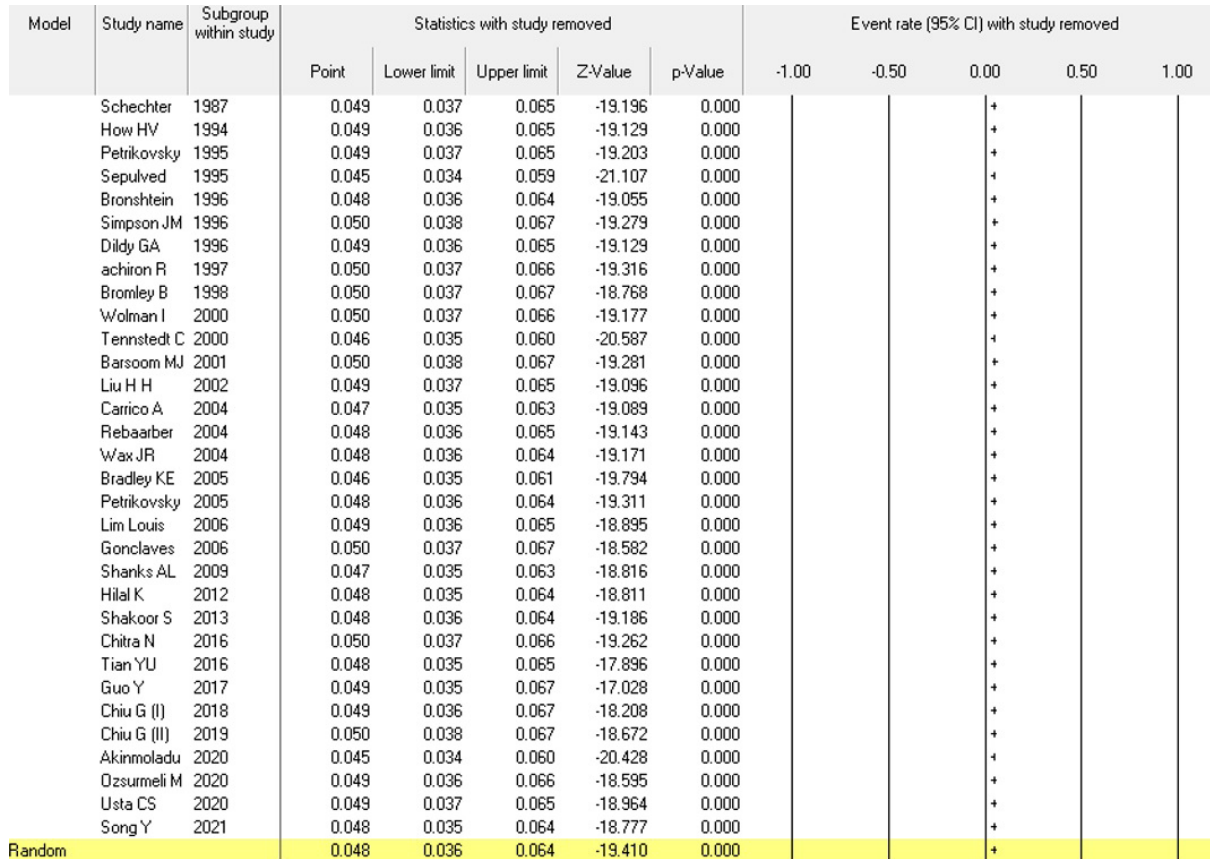 Model Study name Subgroup within study Statistics with study removed Event rate (95% CI) with study removed
Point Lower limit Upper limit Z-Value p-Value -1.00 -0.50 0.00 0.50 1.00
Schechter 1987 0.049 0.037 0.065 -19.196 0.000
How HV 1994 0.049 0.036 0.065 -19.129 0.000
Petrikovsky 1995 0.049 0.037 0.065 -19.203 0.000
Sepulved 1995 0.045 0.034 0.059 -21.107 0.000
Bronshtein 1996 0.048 0.036 0.064 -19.055 0.000
Simpson JM 1996 0.050 0.038 0.067 -19.279 0.000
Dildy GA 1996 0.049 0.036 0.065 -19.129 0.000
achiron R 1997 0.050 0.037 0.066 -19.316 0.000
Bromley B 1998 0.050 0.037 0.067 -18.768 0.000
Wolman I 2000 0.050 0.037 0.066 -19.177 0.000
Tennstedt C 2000 0.046 0.035 0.060 -20.587 0.000
Barsoom MJ 2001 0.050 0.038 0.067 -19.281 0.000
Liu H H 2002 0.049 0.037 0.065 -19.096 0.000
Carrico A 2004 0.047 0.035 0.063 -19.089 0.000
Rebaarber 2004 0.048 0.036 0.065 -19.143 0.000
Wax JR 2004 0.048 0.036 0.064 -19.171 0.000
Bradley KE 2005 0.046 0.035 0.061 -19.794 0.000
Petrikovsky 2005 0.048 0.036 0.064 -19.311 0.000
Lim Louis 2006 0.049 0.036 0.065 -18.895 0.000
Gonclaves 2006 0.050 0.037 0.067 -18.582 0.000
Shanks AL 2009 0.047 0.035 0.063 -18.816 0.000
Hilal K 2012 0.048 0.035 0.064 -18.811 0.000
Shakoor S 2013 0.048 0.036 0.064 -19.186 0.000
Chitra N 2016 0.050 0.037 0.066 -19.262 0.000
Tian YU 2016 0.048 0.035 0.065 -17.896 0.000
Guo Y 2017 0.049 0.035 0.067 -17.028 0.000
Chiu G (I) 2018 0.049 0.036 0.067 -18.208 0.000
Chiu G (II) 2019 0.050 0.038 0.067 -18.672 0.000
Akinmoladu 2020 0.045 0.034 0.060 -20.428 0.000
Ozsurmeli M 2020 0.049 0.036 0.066 -18.595 0.000
Usta CS 2020 0.049 0.037 0.065 -18.964 0.000
Song Y 2021 0.048 0.035 0.064 -18.777 0.000
Random 0.048 0.036 0.064 -19.410 0.000